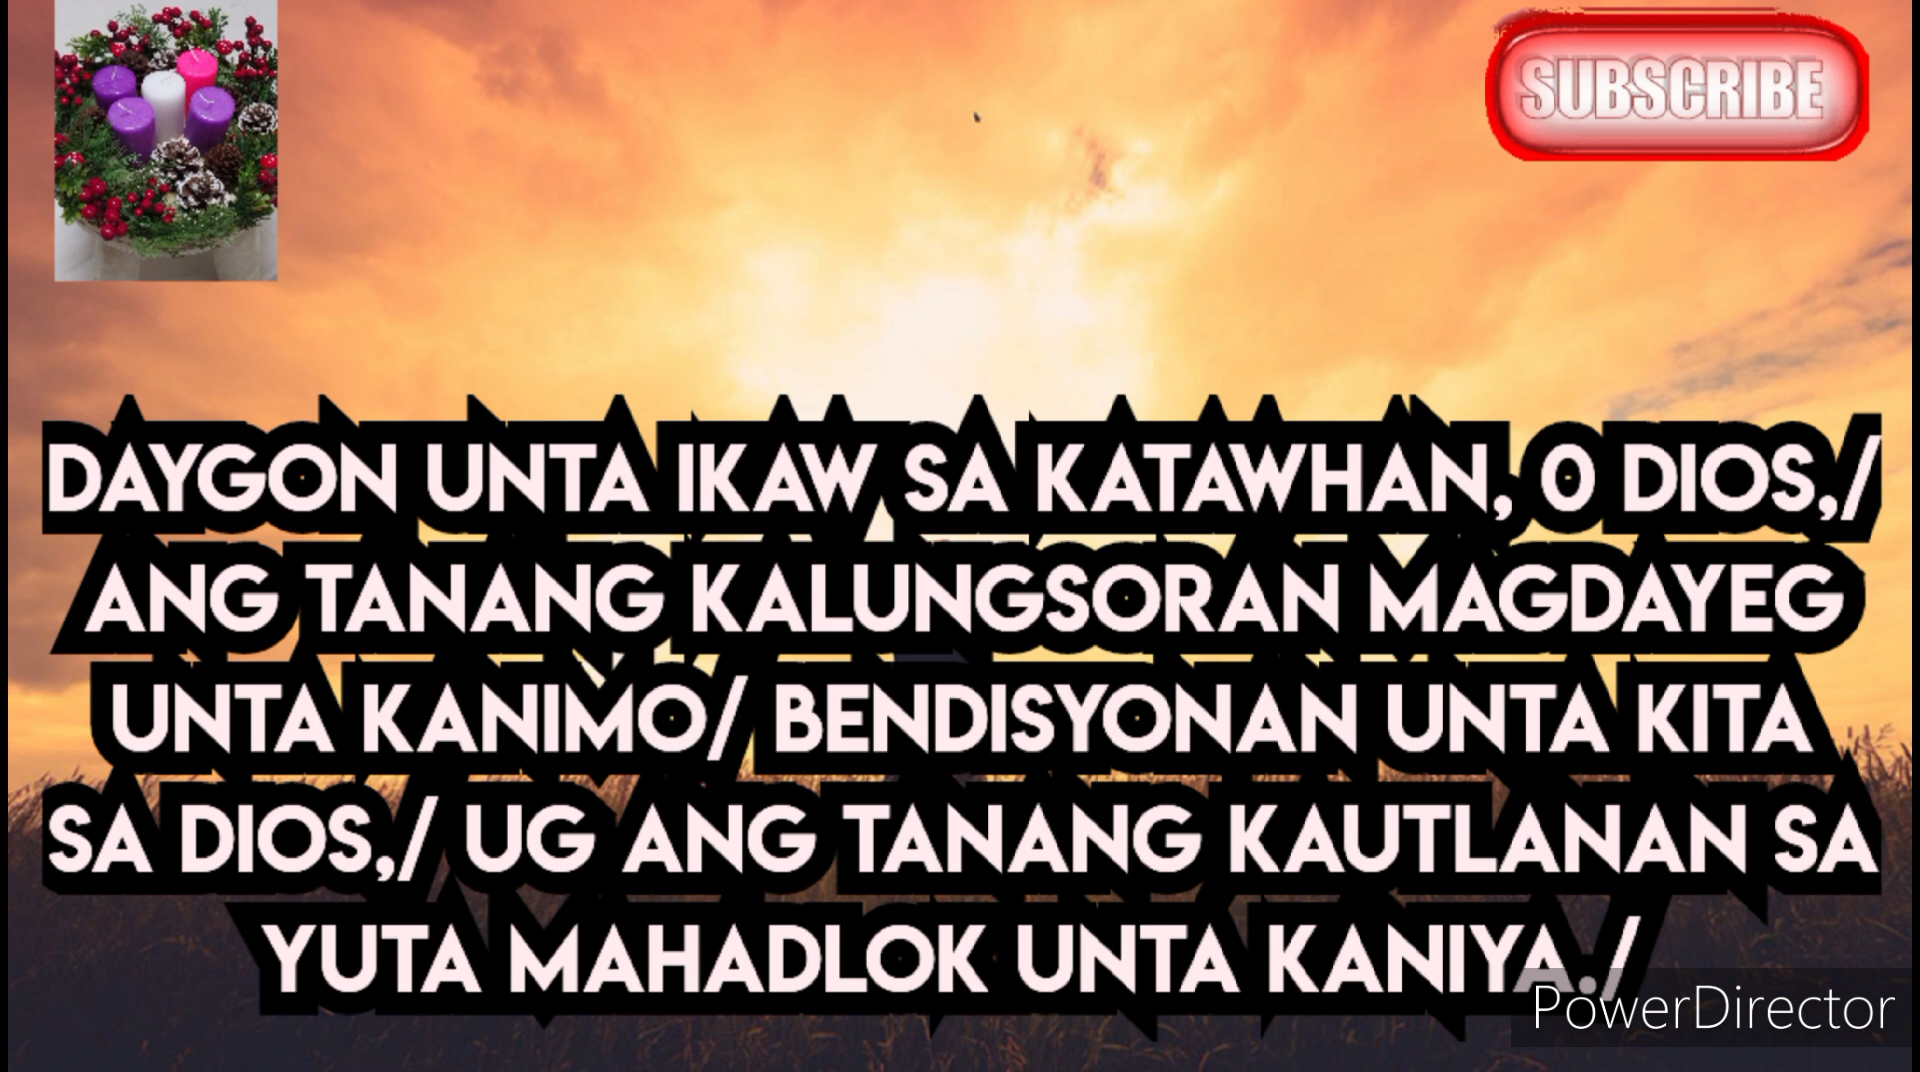 SUBSCRIBE
DAYGON UNTA IKAW SA KATAWHAN, O DIOS,/
ANG TANANG KALUNGSORAN MAGDAYEG
UNTA KANIMO/ BENDISYONAN UNTA KITA
SA DIOS,/ UG ANG TANANG KAUTLANAN SA
YUTA MAHADLOK UNTA KANIYA./
PowerDirector